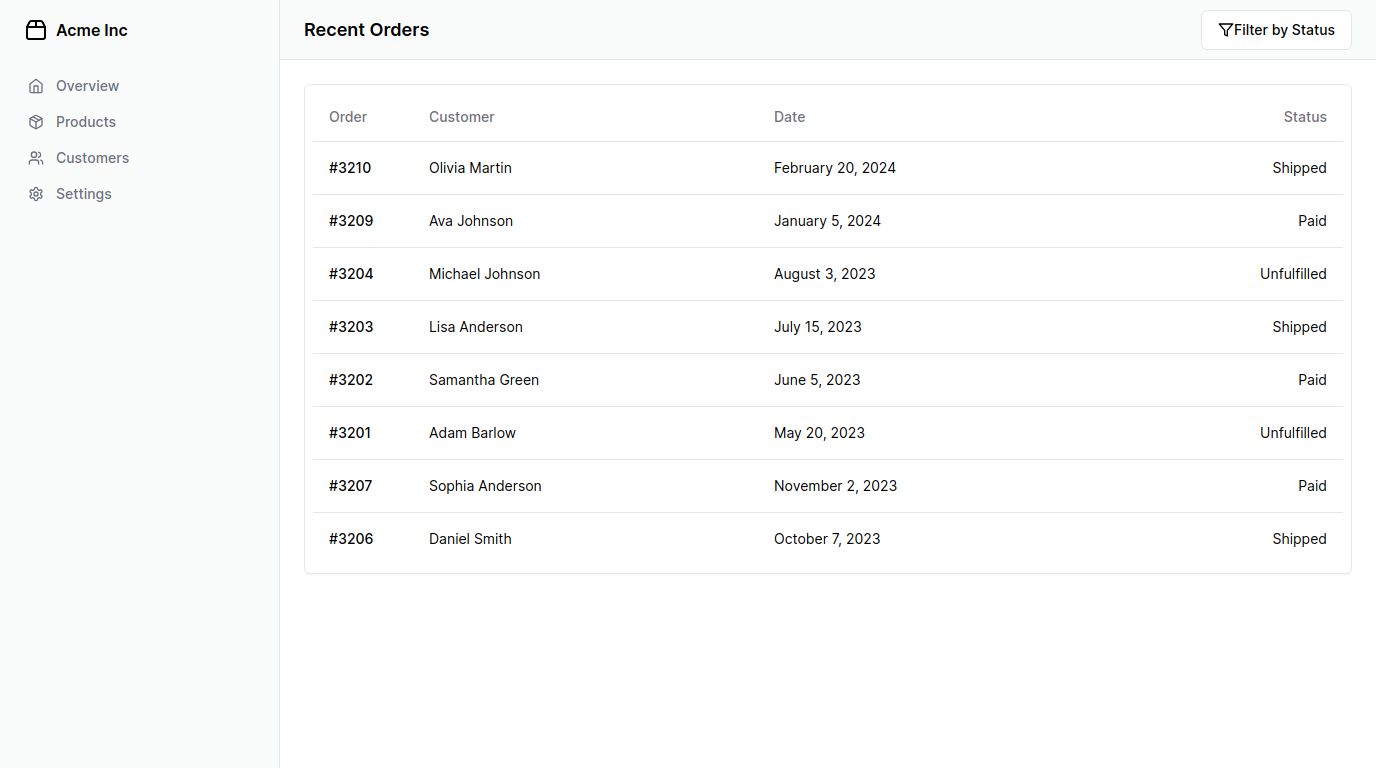 Acme Inc
Recent Orders
Filter by Status
Overview
Products
Customers
Settings
Order Customer Date Status
#3210 Olivia Martin February 20, 2024 Shipped
#3209 Ava Johnson January 5, 2024 Paid
#3204 Michael Johnson August 3, 2023 Unfulfilled
#3203 Lisa Anderson July 15, 2023 Shipped
#3202 Samantha Green June 5, 2023 Paid
#3201 Adam Barlow May 20, 2023 Unfulfilled
#3207 Sophia Anderson November 2, 2023 Paid
#3206 Daniel Smith October 7, 2023 Shipped